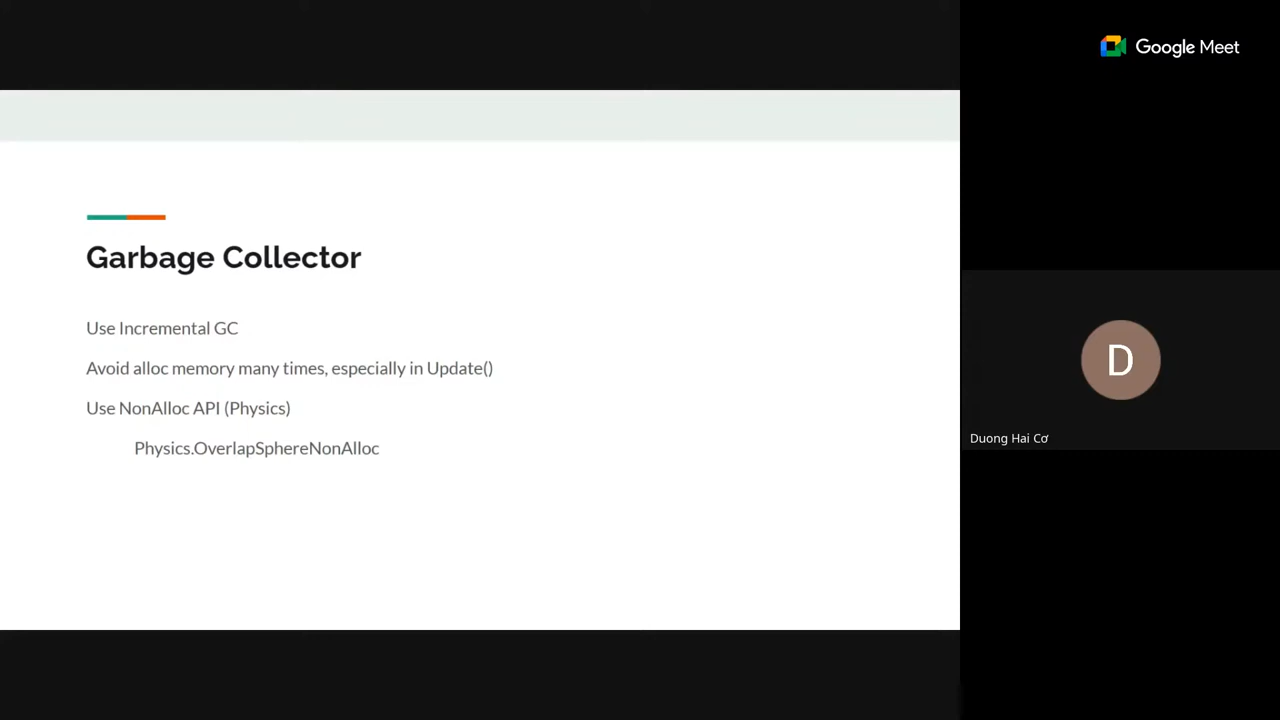 Google Meet
Garbage Collector
Use Incremental GC
Avoid alloc memory many times, especially in Update()
Use NonAlloc API (Physics)
Physics.OverlapSphereNonAlloc
D
Duong Hai Cơ